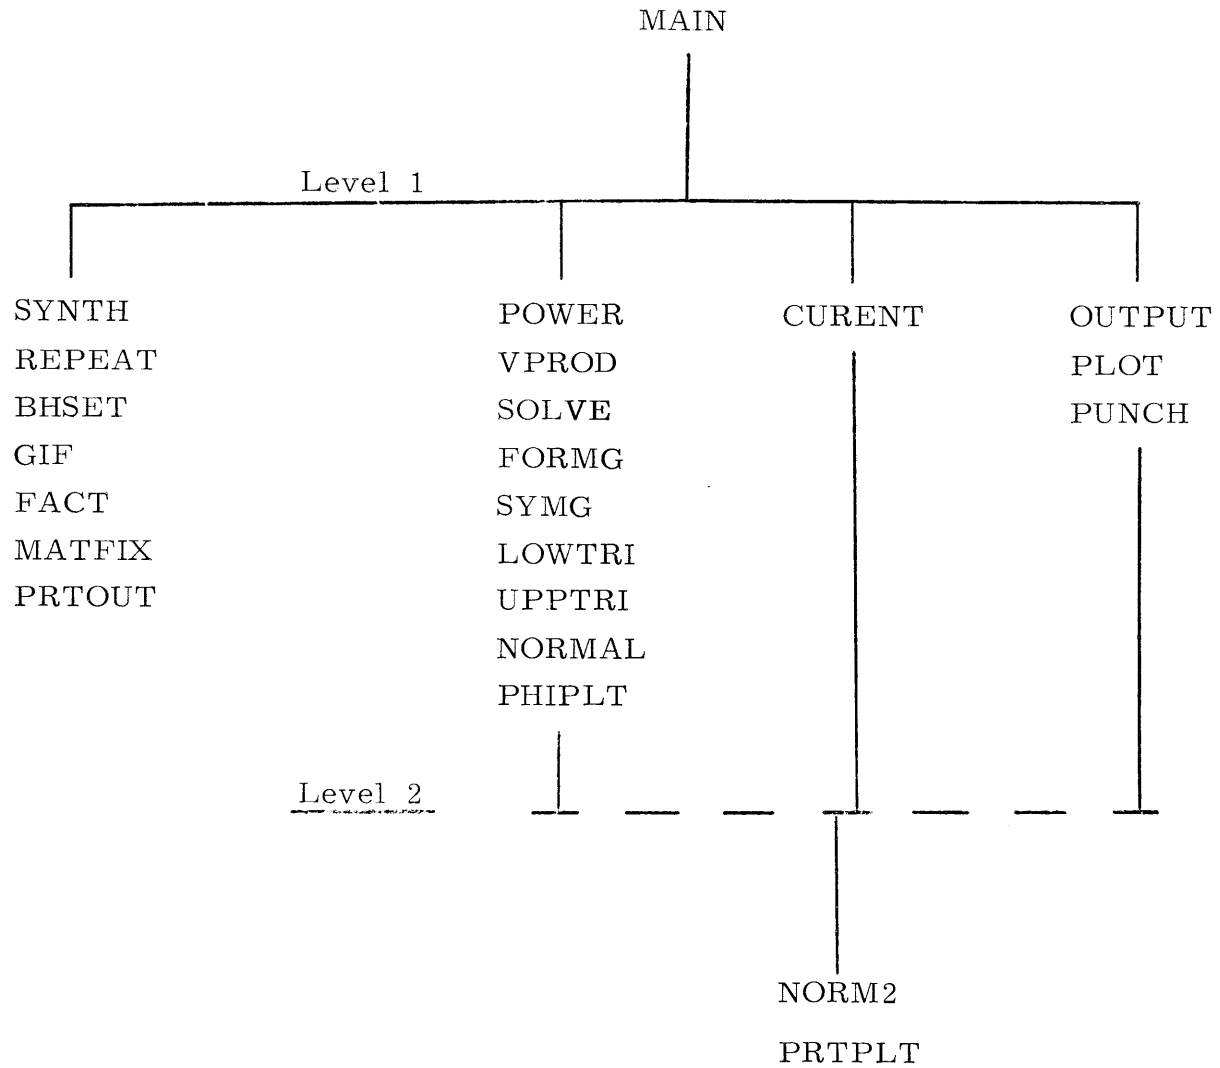 MAIN
Level 1
SYNTH
REPEAT
BHSET
GIF
FACT
MATFIX
PRTOUT
POWER
VPROD
SOLVE
FORMG
SYMG
LOWTRI
UPPTRI
NORMAL
PHIPLT
CURENT
OUTPUT
PLOT
PUNCH
Level 2
NORM2
PRTPLT